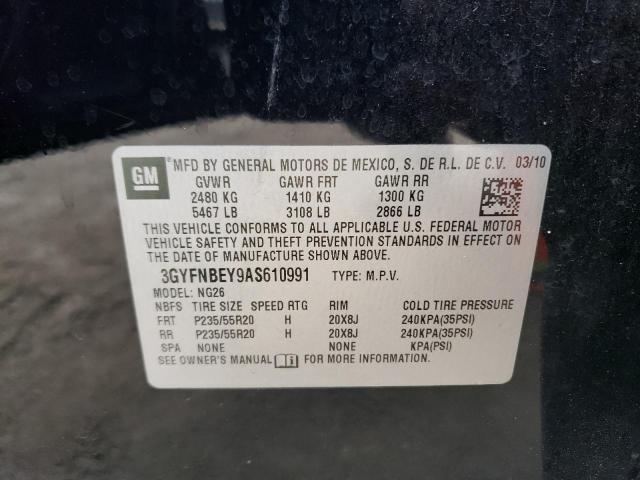 GM ® MFD BY GENERAL MOTORS DE MEXICO, S. DE R.L. DE C.V. 03/10
GVWR GAWR FRT GAWR RR
2480 KG 1410 KG 1300 KG
5467 LB 3108 LB 2866 LB
THIS VEHICLE CONFORMS TO ALL APPLICABLE U.S. FEDERAL MOTOR
VEHICLE SAFETY AND THEFT PREVENTION STANDARDS IN EFFECT ON
THE DATE OF MANUFACTURE SHOWN ABOVE.
3GYFNBEY9AS610991 TYPE: M.P.V.
MODEL: NG26
NBFS TIRE SIZE SPEED RTG RIM COLD TIRE PRESSURE
FRT P235/55R20 H 20X8J 240KPA(35PSI)
RR P235/55R20 H 20X8J 240KPA(35PSI)
SPA NONE NONE KPA(PSI)
SEE OWNER'S MANUAL FOR MORE INFORMATION.